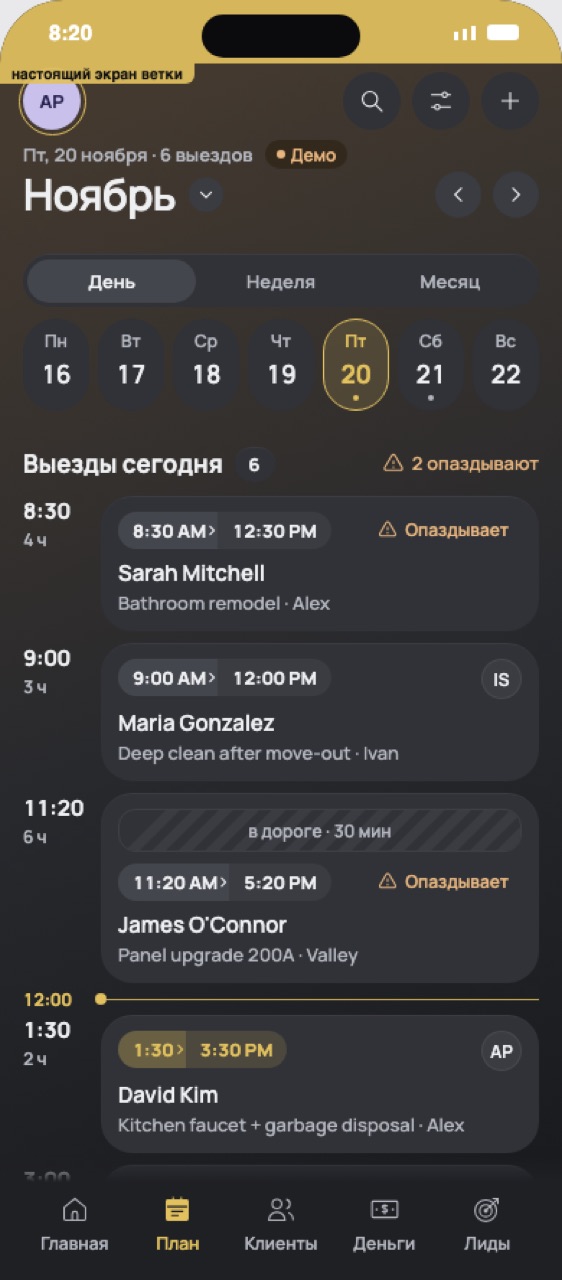 8:20
настоящий экран ветки
AP
Пт, 20 ноября · 6 выездов Демо
Ноябрь
День Неделя Месяц
Пн Вт Ср Чт Пт Сб Вс
16 17 18 19 20 21 22
Выезды сегодня 6 2 опаздывают
8:30
4 ч
8:30 AM › 12:30 PM Опаздывает
Sarah Mitchell
Bathroom remodel · Alex
9:00
3 ч
9:00 AM › 12:00 PM IS
Maria Gonzalez
Deep clean after move-out · Ivan
11:20
6 ч
в дороге · 30 мин
11:20 AM › 5:20 PM Опаздывает
James O'Connor
Panel upgrade 200A · Valley
12:00
1:30
2 ч
1:30 › 3:30 PM AP
David Kim
Kitchen faucet + garbage disposal · Alex
3:00
Главная План Клиенты Деньги Лиды